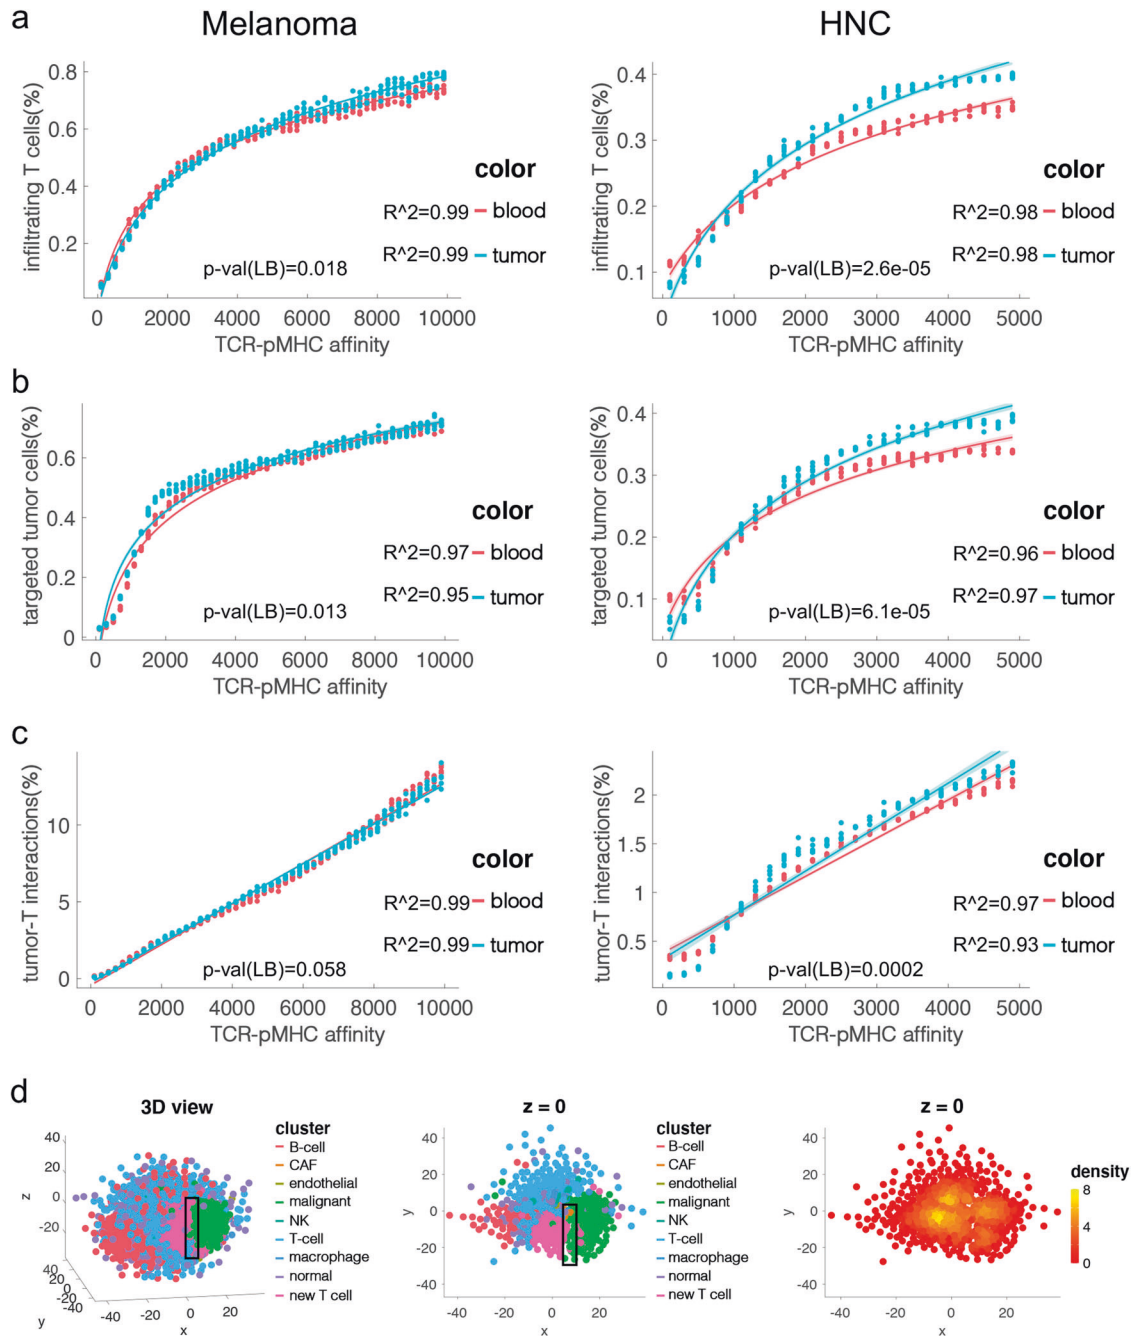 a
Melanoma
HNC
infiltrating T cells(%)
0.8
0.6
0.4
0.2
color
R^2=0.99 blood
R^2=0.99 tumor
p-val(LB)=0.018
0 2000 4000 6000 8000 10000
TCR-pMHC affinity
infiltrating T cells(%)
0.4
0.3
0.2
0.1
color
R^2=0.98 blood
R^2=0.98 tumor
p-val(LB)=2.6e-05
0 1000 2000 3000 4000 5000
TCR-pMHC affinity
b
targeted tumor cells(%)
0.6
0.4
0.2
0
color
R^2=0.97 blood
R^2=0.95 tumor
p-val(LB)=0.013
0 2000 4000 6000 8000 10000
TCR-pMHC affinity
targeted tumor cells(%)
0.4
0.3
0.2
0.1
color
R^2=0.96 blood
R^2=0.97 tumor
p-val(LB)=6.1e-05
0 1000 2000 3000 4000 5000
TCR-pMHC affinity
c
tumor-T interactions(%)
10
5
0
color
R^2=0.99 blood
R^2=0.99 tumor
p-val(LB)=0.058
0 2000 4000 6000 8000 10000
TCR-pMHC affinity
tumor-T interactions(%)
2
1.5
1
0.5
color
R^2=0.97 blood
R^2=0.93 tumor
p-val(LB)=0.0002
0 1000 2000 3000 4000 5000
TCR-pMHC affinity
d
3D view
z
40
20
0
-20
40
20
0
-20
-40
y
-40 -20 0 20
x
cluster
B-cell
CAF
endothelial
malignant
NK
T-cell
macrophage
normal
new T cell
z = 0
y
40
20
0
-20
-40
-40 -20 0 20
x
cluster
B-cell
CAF
endothelial
malignant
NK
T-cell
macrophage
normal
new T cell
z = 0
y
40
20
0
-20
-40
-40 -20 0 20
x
density
8
4
0